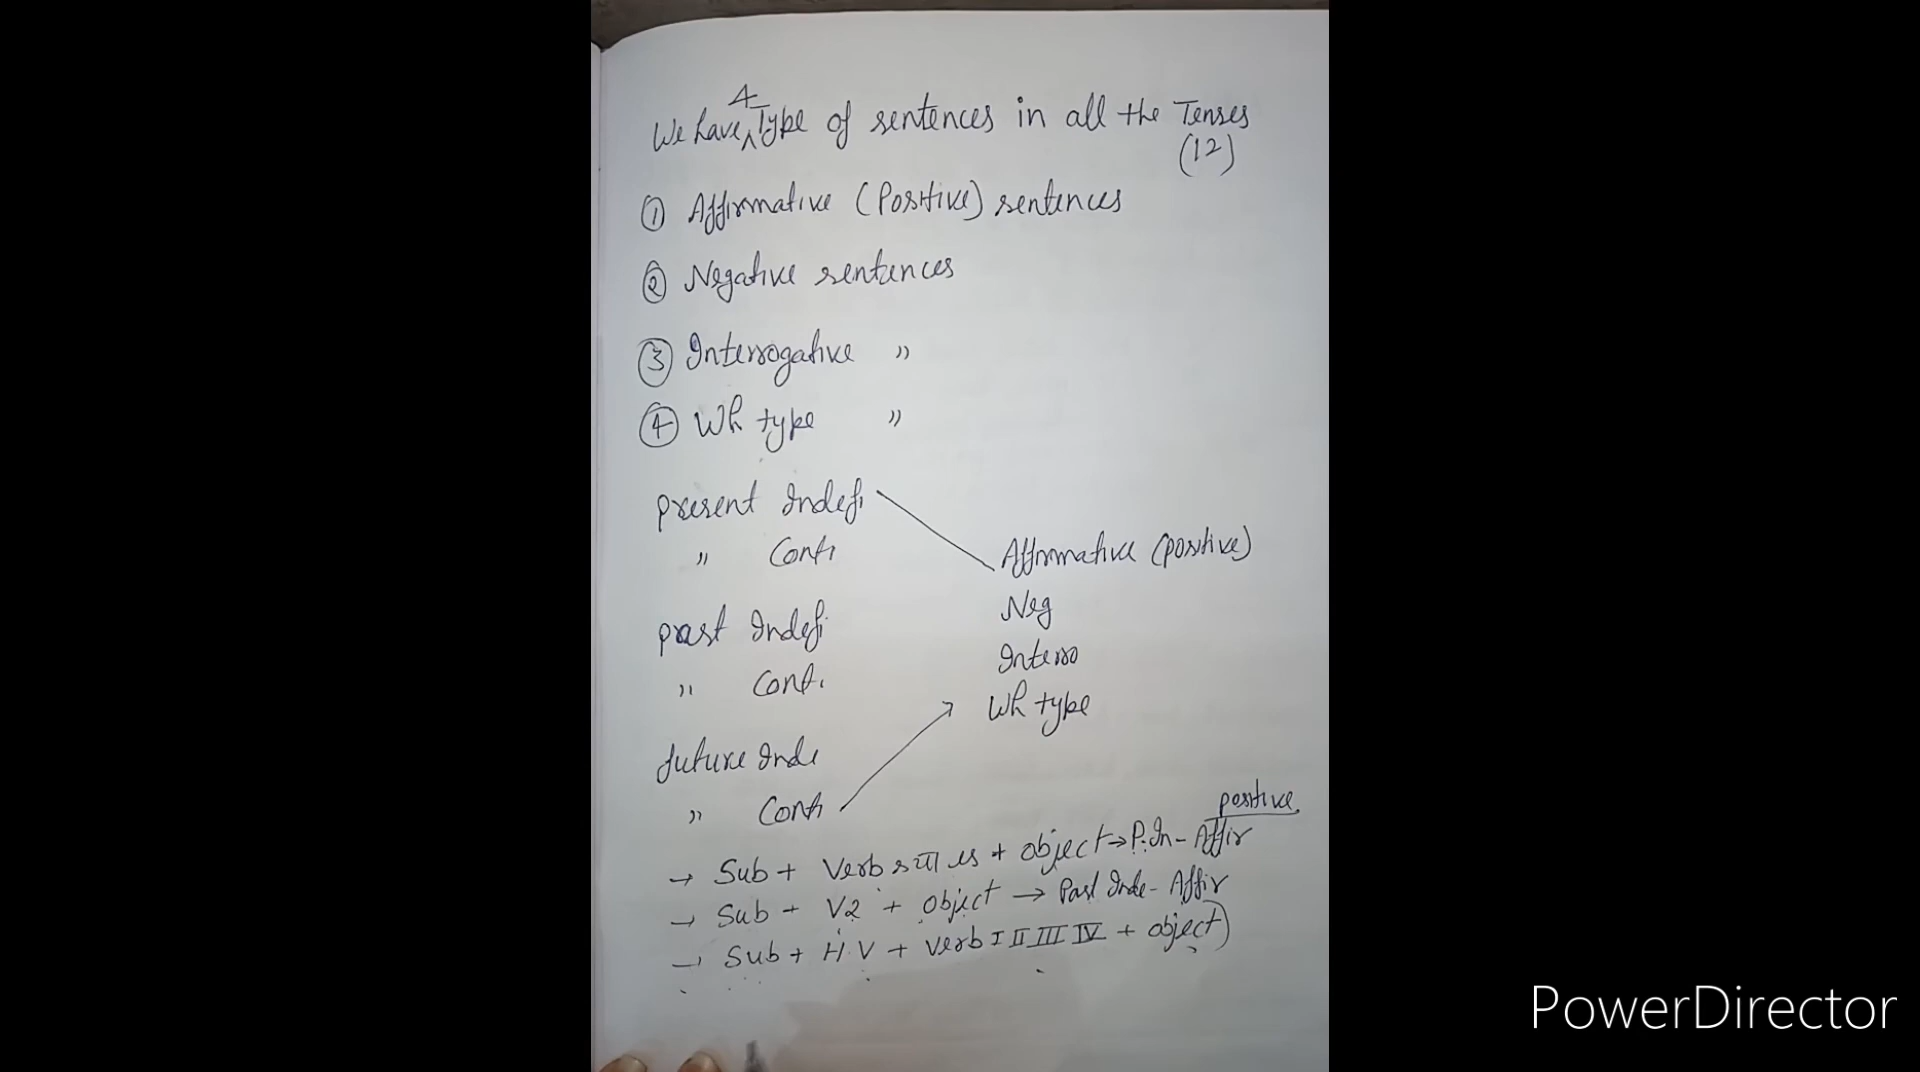 4
We have ^ Type of sentences in all the Tenses
(12)
① Affirmative (Positive) sentences
② Negative sentences
③ Interrogative "
④ Wh type "
present Indefi
" Conti
Affirmative (positive)
Neg
past Indefi
Interro
" Conti
Wh type
future Inde
" Conti
positive
→ Sub + Verb s es + object → P.In - Affir
→ Sub + V2 + object → Past Inde - Affir
→ Sub + H.V + verb I II III IV + object)
PowerDirector